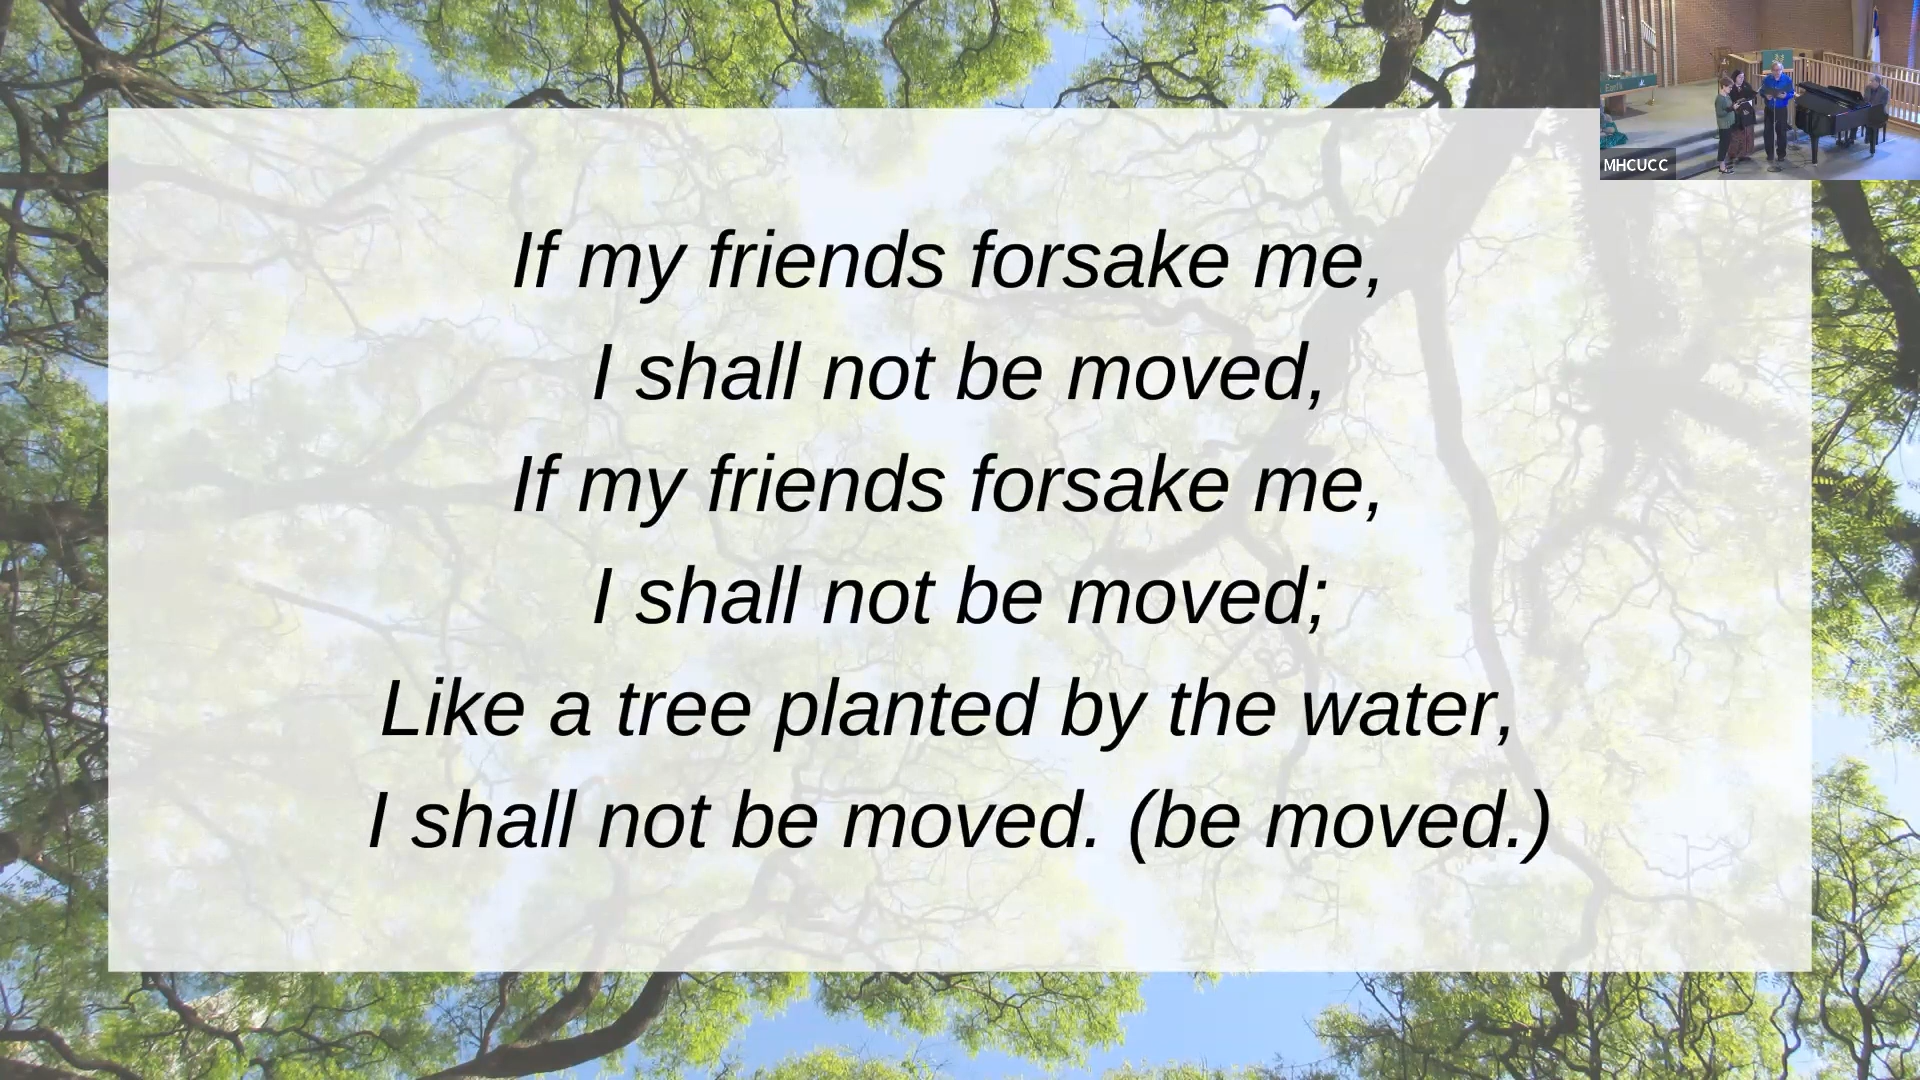 If my friends forsake me,
I shall not be moved,
If my friends forsake me,
I shall not be moved;
Like a tree planted by the water,
I shall not be moved. (be moved.)
MHCUCC